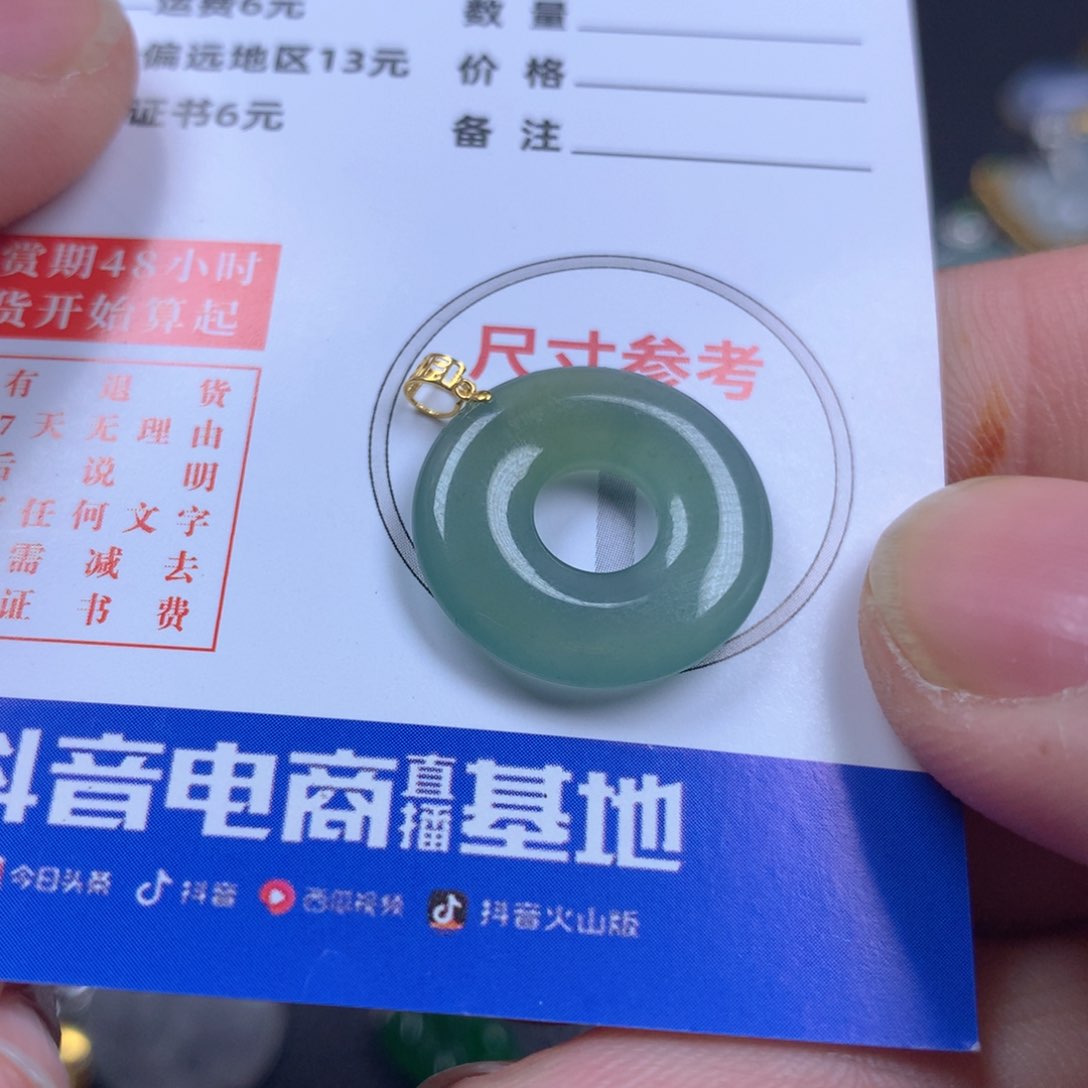 运费6元
偏远地区13元
证书6元
数 量
价 格
备 注
赏期48小时
货开始算起
有 退 货
7天无理由
后 说 明
任何文字
需 减 去
证 书 费
尺寸参考
抖音电商直播基地
今日头条 抖音 西瓜视频 抖音火山版